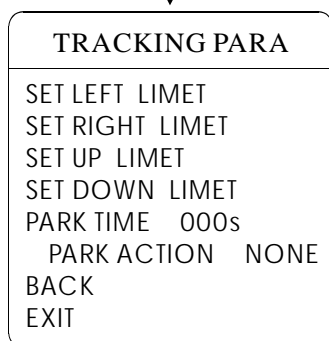 TRACKING PARA
SET LEFT LIMET
SET RIGHT LIMET
SET UP LIMET
SET DOWN LIMET
PARK TIME 000s
PARK ACTION NONE
BACK
EXIT